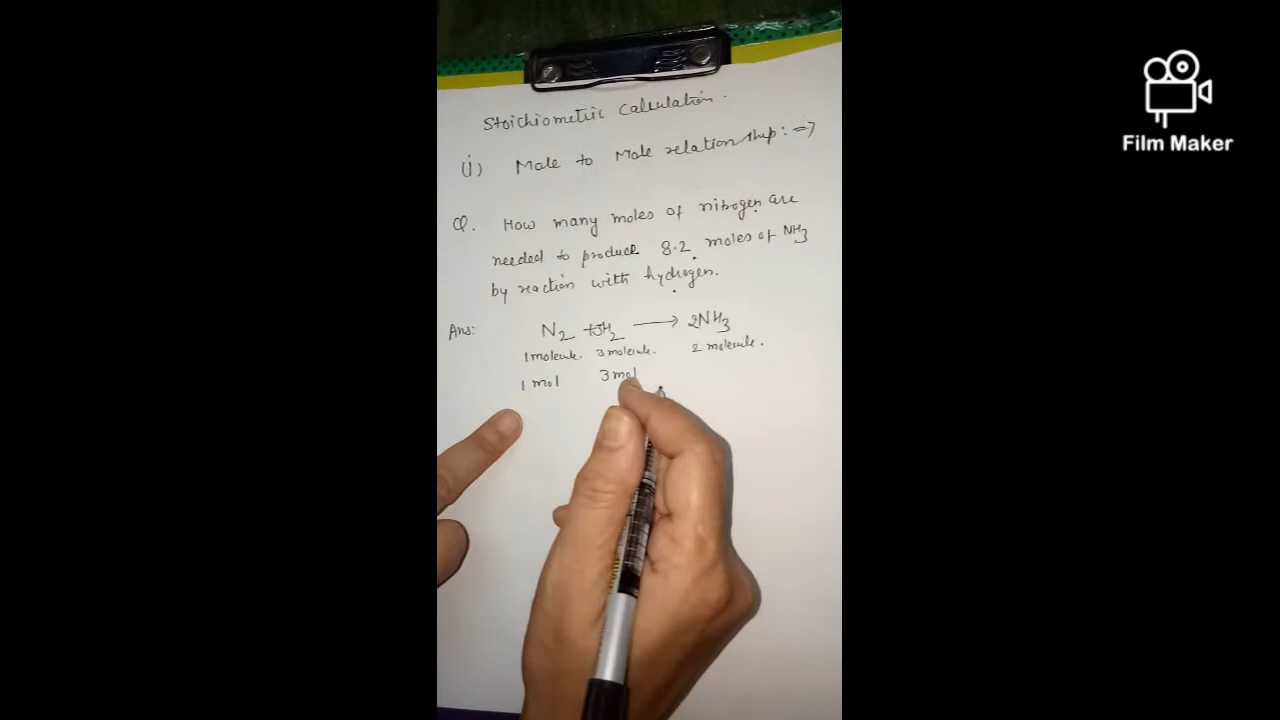 Stoichiometric Calculation.
(i) Mole to Mole relationship: =>
Q. How many moles of nitrogen are
needed to produce 8.2 moles of NH3
by reaction with hydrogen.
Ans: N2 +3H2 → 2NH3
1 molecule. 3 molecule. 2 molecule.
1 mol 3 mol
Film Maker